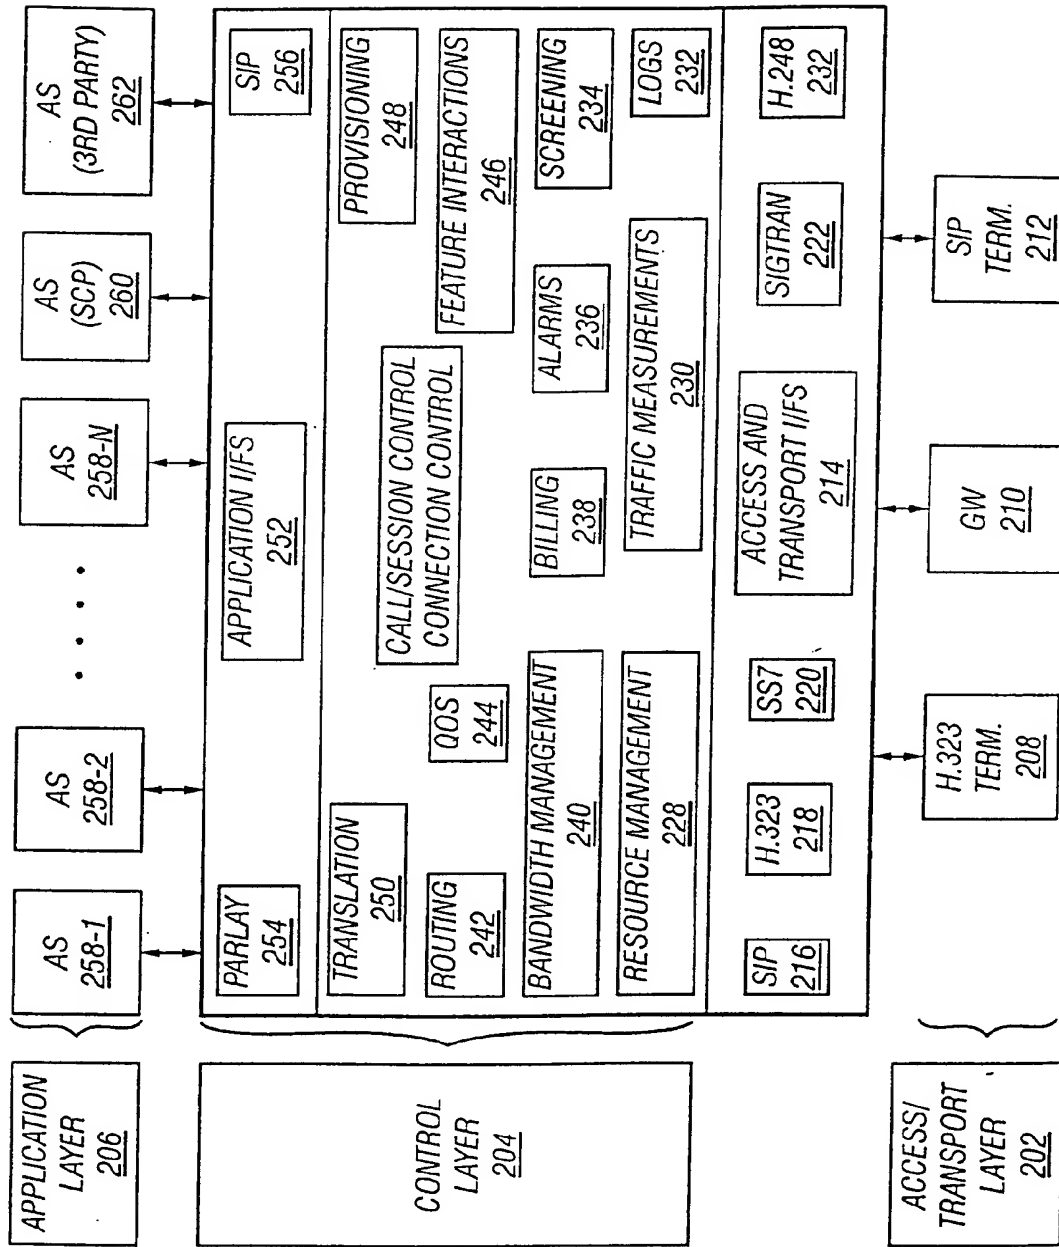 APPLICATION
LAYER
206
AS
258-1
AS
258-2
• • • •
AS
258-N
AS
(SCP)
260
AS
(3RD PARTY)
262
CONTROL
LAYER
204
PARLAY
254
APPLICATION I/FS
252
SIP
256
TRANSLATION
250
CALL/SESSION CONTROL
CONNECTION CONTROL
PROVISIONING
248
ROUTING
242
QOS
244
FEATURE INTERACTIONS
246
BANDWIDTH MANAGEMENT
240
BILLING
238
ALARMS
236
SCREENING
234
RESOURCE MANAGEMENT
228
TRAFFIC MEASUREMENTS
230
LOGS
232
SIP
216
H.323
218
SS7
220
ACCESS AND
TRANSPORT I/FS
214
SIGTRAN
222
H.248
232
ACCESS/
TRANSPORT
LAYER
202
H.323
TERM.
208
GW
210
SIP
TERM.
212